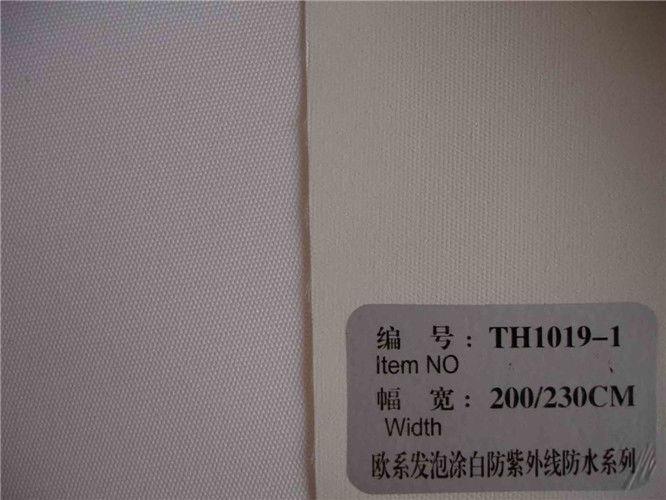 编 号：TH1019-1
Item NO
幅 宽：200/230CM
Width
欧系发泡涂白防紫外线防水系列